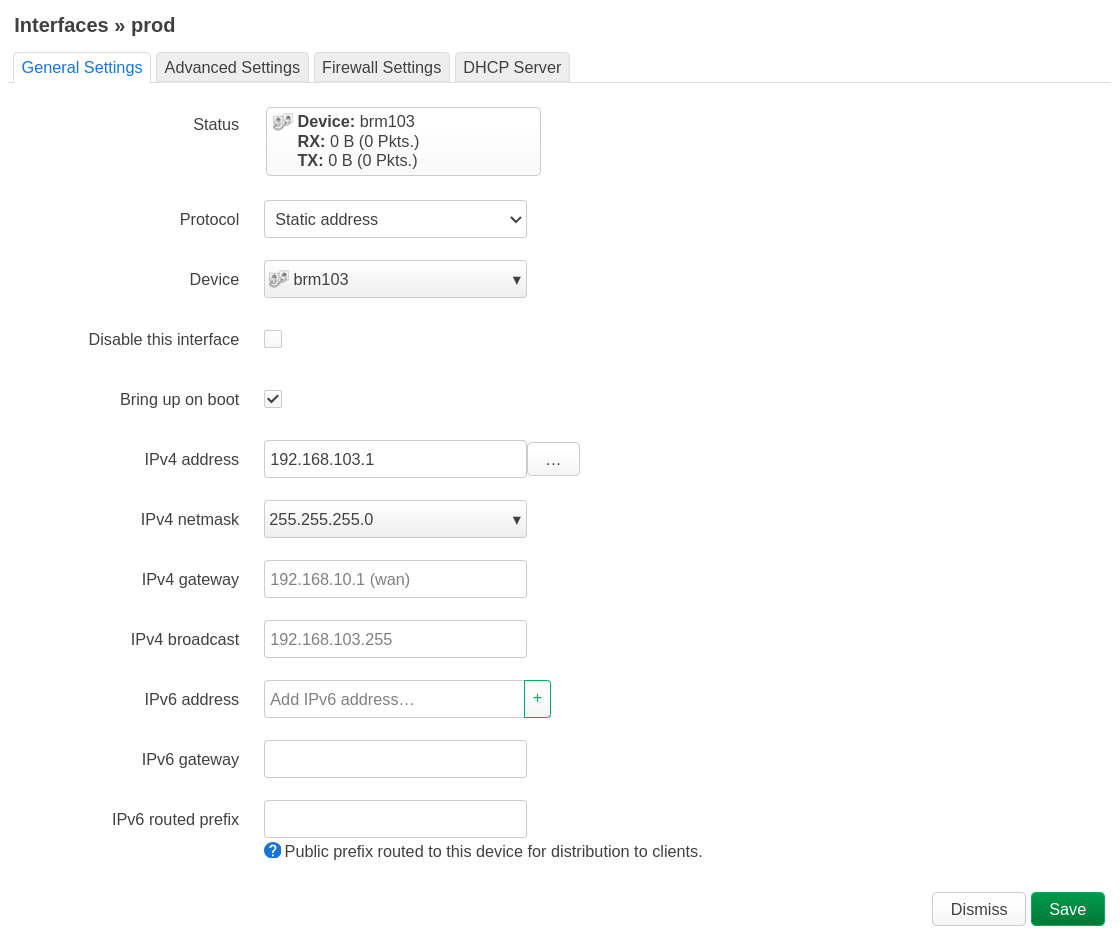 Interfaces » prod
General Settings
Advanced Settings
Firewall Settings
DHCP Server
Status
Device: brm103
RX: 0 B (0 Pkts.)
TX: 0 B (0 Pkts.)
Protocol
Static address
Device
brm103
Disable this interface
Bring up on boot
IPv4 address
192.168.103.1
...
IPv4 netmask
255.255.255.0
IPv4 gateway
192.168.10.1 (wan)
IPv4 broadcast
192.168.103.255
IPv6 address
Add IPv6 address…
+
IPv6 gateway
IPv6 routed prefix
? Public prefix routed to this device for distribution to clients.
Dismiss
Save